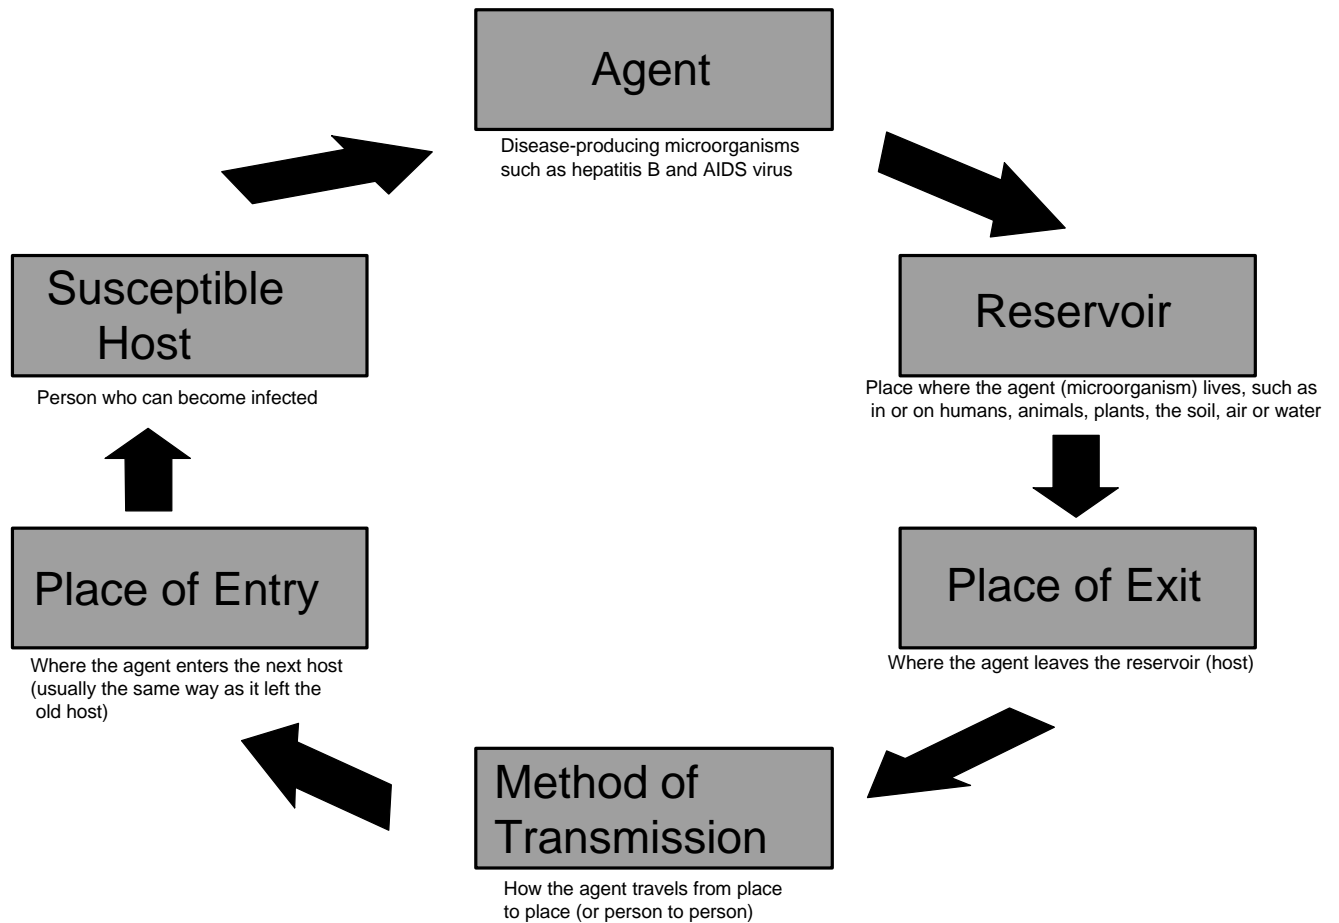 Agent
Disease-producing microorganisms
such as hepatitis B and AIDS virus
Reservoir
Place where the agent (microorganism) lives, such as
in or on humans, animals, plants, the soil, air or water
Place of Exit
Where the agent leaves the reservoir (host)
Method of
Transmission
How the agent travels from place
to place (or person to person)
Place of Entry
Where the agent enters the next host
(usually the same way as it left the
old host)
Susceptible
Host
Person who can become infected